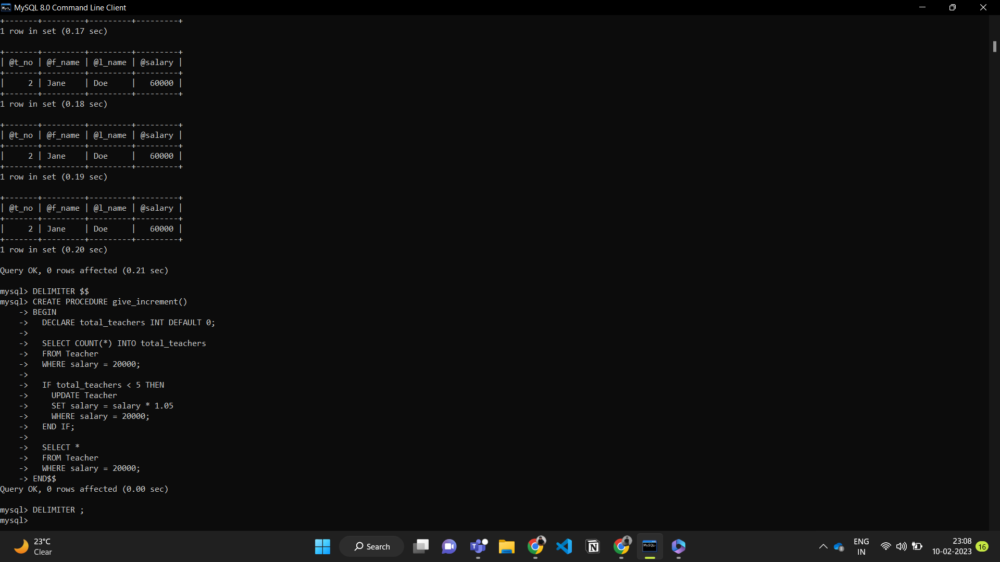 MySQL 8.0 Command Line Client
+-------+---------+---------+---------+
1 row in set (0.17 sec)
+-------+---------+---------+---------+
| @t_no | @f_name | @l_name | @salary |
+-------+---------+---------+---------+
|     2 | Jane    | Doe     |   60000 |
+-------+---------+---------+---------+
1 row in set (0.18 sec)
+-------+---------+---------+---------+
| @t_no | @f_name | @l_name | @salary |
+-------+---------+---------+---------+
|     2 | Jane    | Doe     |   60000 |
+-------+---------+---------+---------+
1 row in set (0.19 sec)
+-------+---------+---------+---------+
| @t_no | @f_name | @l_name | @salary |
+-------+---------+---------+---------+
|     2 | Jane    | Doe     |   60000 |
+-------+---------+---------+---------+
1 row in set (0.20 sec)
Query OK, 0 rows affected (0.21 sec)
mysql> DELIMITER $$
mysql> CREATE PROCEDURE give_increment()
    -> BEGIN
    ->   DECLARE total_teachers INT DEFAULT 0;
    ->
    ->   SELECT COUNT(*) INTO total_teachers
    ->   FROM Teacher
    ->   WHERE salary = 20000;
    ->
    ->   IF total_teachers < 5 THEN
    ->     UPDATE Teacher
    ->     SET salary = salary * 1.05
    ->     WHERE salary = 20000;
    ->   END IF;
    ->
    ->   SELECT *
    ->   FROM Teacher
    ->   WHERE salary = 20000;
    -> END$$
Query OK, 0 rows affected (0.00 sec)
mysql> DELIMITER ;
mysql>
23°C
Clear
Search
MySQL
ENG
IN
23:08
10-02-2023
16